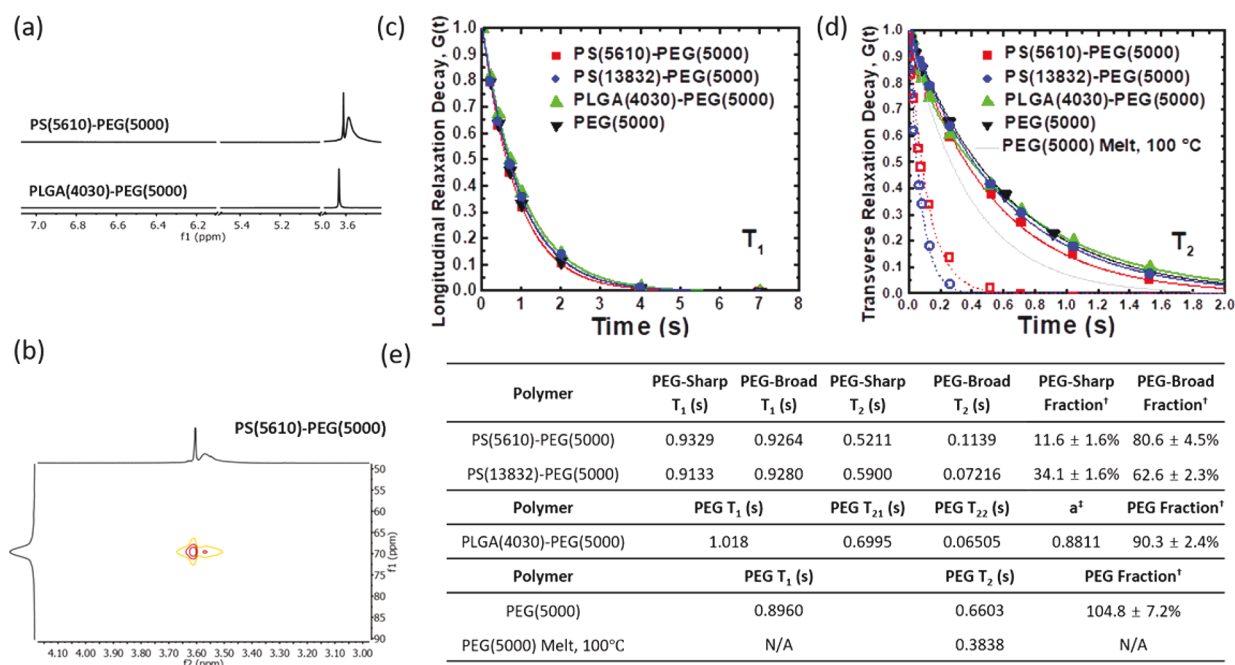 (a)
PS(5610)-PEG(5000)
PLGA(4030)-PEG(5000)
7.0 6.8 6.6 6.4 6.2 5.4 5.2 5.0 3.6
f1 (ppm)
(c)
Longitudinal Relaxation Decay, G(t)
1.0
0.9
0.8
0.7
0.6
0.5
0.4
0.3
0.2
0.1
0.0
PS(5610)-PEG(5000)
PS(13832)-PEG(5000)
PLGA(4030)-PEG(5000)
PEG(5000)
T1
0 1 2 3 4 5 6 7 8
Time (s)
(d)
Transverse Relaxation Decay, G(t)
1.0
0.9
0.8
0.7
0.6
0.5
0.4
0.3
0.2
0.1
0.0
PS(5610)-PEG(5000)
PS(13832)-PEG(5000)
PLGA(4030)-PEG(5000)
PEG(5000)
PEG(5000) Melt, 100 °C
T2
0.0 0.2 0.4 0.6 0.8 1.0 1.2 1.4 1.6 1.8 2.0
Time (s)
(b)
PS(5610)-PEG(5000)
50
55
60
65
70
75
80
85
90
f1 (ppm)
4.10 3.90 3.70 3.60 3.50 3.40 3.30 3.20 3.10 3.00
f2 (ppm)
(e)
Polymer PEG-Sharp T1 (s) PEG-Broad T1 (s) PEG-Sharp T2 (s) PEG-Broad T2 (s) PEG-Sharp Fraction† PEG-Broad Fraction†
PS(5610)-PEG(5000) 0.9329 0.9264 0.5211 0.1139 11.6 ± 1.6% 80.6 ± 4.5%
PS(13832)-PEG(5000) 0.9133 0.9280 0.5900 0.07216 34.1 ± 1.6% 62.6 ± 2.3%
Polymer PEG T1 (s) PEG T21 (s) PEG T22 (s) a‡ PEG Fraction†
PLGA(4030)-PEG(5000) 1.018 0.6995 0.06505 0.8811 90.3 ± 2.4%
Polymer PEG T1 (s) PEG T2 (s) PEG Fraction†
PEG(5000) 0.8960 0.6603 104.8 ± 7.2%
PEG(5000) Melt, 100°C N/A 0.3838 N/A